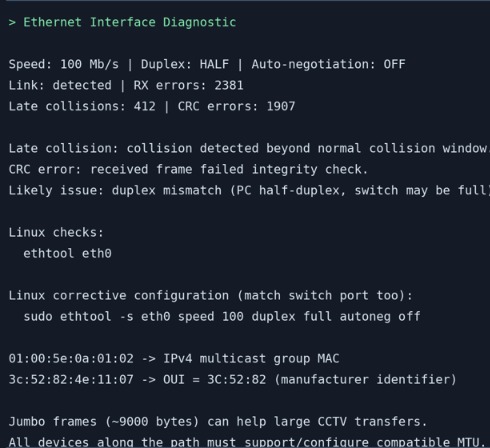 > Ethernet Interface Diagnostic
Speed: 100 Mb/s | Duplex: HALF | Auto-negotiation: OFF
Link: detected | RX errors: 2381
Late collisions: 412 | CRC errors: 1907
Late collision: collision detected beyond normal collision window.
CRC error: received frame failed integrity check.
Likely issue: duplex mismatch (PC half-duplex, switch may be full)
Linux checks:
ethtool eth0
Linux corrective configuration (match switch port too):
sudo ethtool -s eth0 speed 100 duplex full autoneg off
01:00:5e:0a:01:02 -> IPv4 multicast group MAC
3c:52:82:4e:11:07 -> OUI = 3C:52:82 (manufacturer identifier)
Jumbo frames (~9000 bytes) can help large CCTV transfers.
All devices along the path must support/configure compatible MTU.